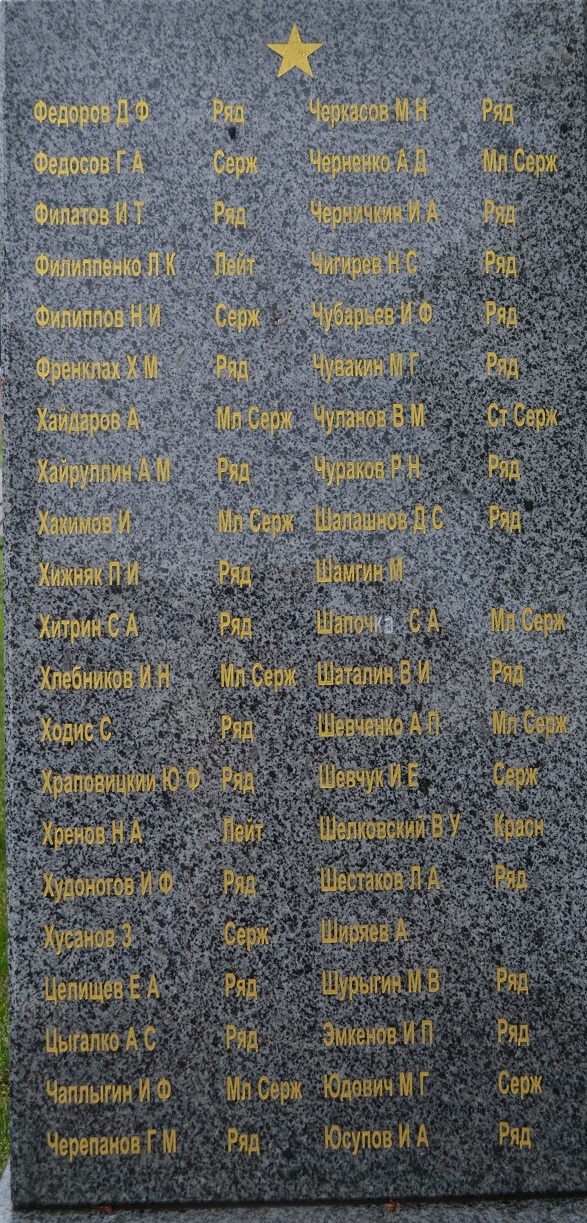 Федоров Д Ф Ряд
Федосов Г А Серж
Филатов И Т Ряд
Филиппенко Л К Лейт
Филиппов Н И Серж
Френклах Х М Ряд
Хайдаров А Мл Серж
Хайруллин А М Ряд
Хакимов И Мл Серж
Хижняк П И Ряд
Хитрин С А Ряд
Хлебников И Н Мл Серж
Ходис С Ряд
Храповицкий Ю Ф Ряд
Хренов Н А Лейт
Худоногов И Ф Ряд
Хусанов З Серж
Цепищев Е А Ряд
Цыгалко А С Ряд
Чаплыгин И Ф Мл Серж
Черепанов Г М Ряд
Черкасов М Н Ряд
Черненко А Д Мл Серж
Черничкин И А Ряд
Чигирев Н С Ряд
Чубарьев И Ф Ряд
Чувакин М Г Ряд
Чуланов В М Ст Серж
Чураков Р Н Ряд
Шалашнов Д С Ряд
Шамгин М
Шапочка С А Мл Серж
Шаталин В И Ряд
Шевченко А П Мл Серж
Шевчук И Е Серж
Шелковский В У Красн
Шестаков Л А Ряд
Ширяев А
Шурыгин М В Ряд
Эмкенов И П Ряд
Юдович М Г Серж
Юсупов И А Ряд